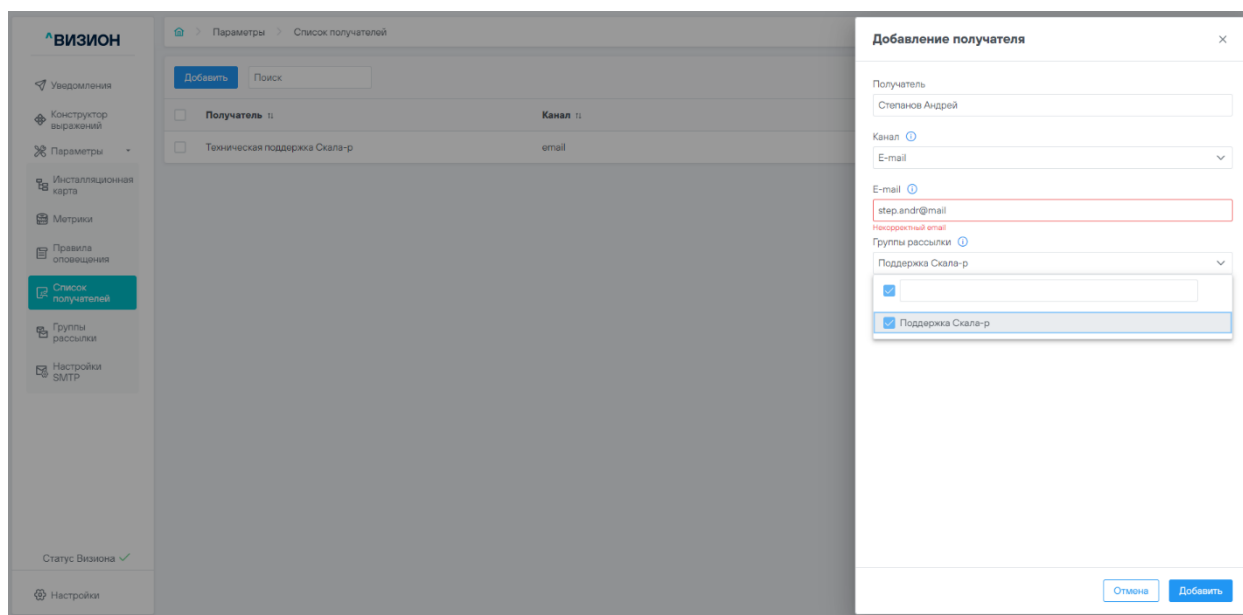 ^ВИЗИОН
Уведомления
Конструктор
выражений
Параметры
Инсталляционная
карта
Метрики
Правила
оповещения
Список
получателей
Группы
рассылки
Настройки
SMTP
Статус Визиона
Настройки
Параметры > Список получателей
Добавить Поиск
Получатель Канал
Техническая поддержка Скала-р email
Добавление получателя
Получатель
Степанов Андрей
Канал
E-mail
E-mail
step.andr@mail
Некорректный email
Группы рассылки
Поддержка Скала-р
Поддержка Скала-р
Отмена Добавить